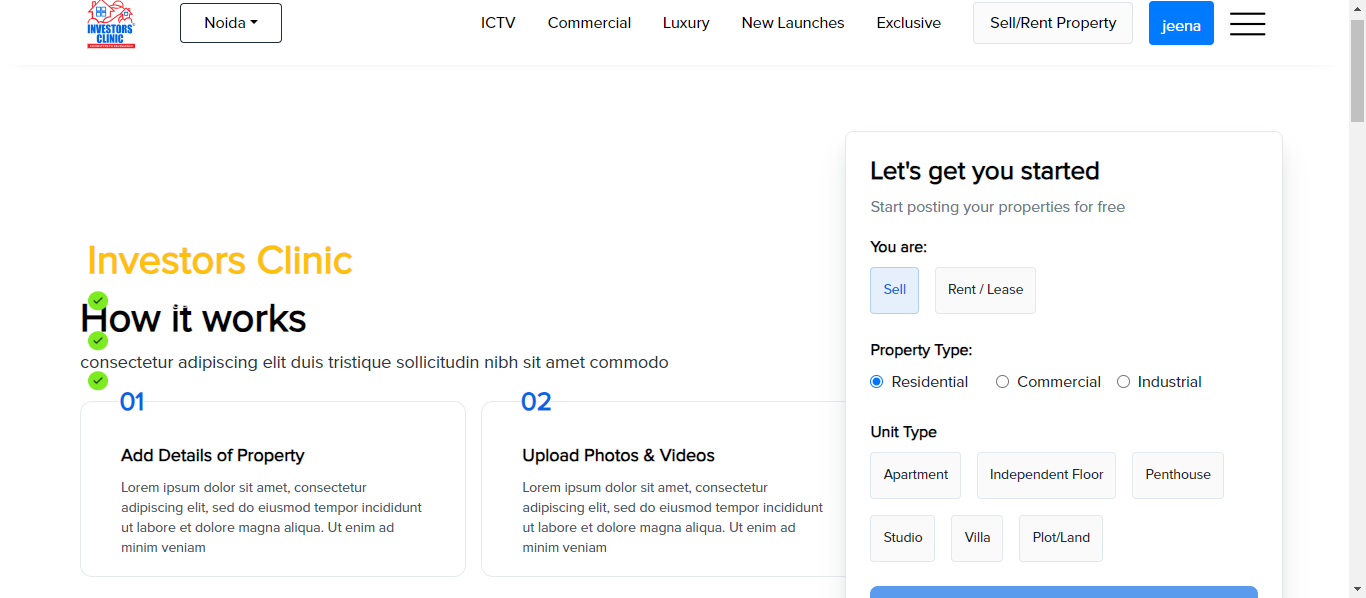 INVESTORS
CLINIC
Noida
ICTV
Commercial
Luxury
New Launches
Exclusive
Sell/Rent Property
jeena
Investors Clinic
How it works
consectetur adipiscing elit duis tristique sollicitudin nibh sit amet commodo
01
Add Details of Property
Lorem ipsum dolor sit amet, consectetur
adipiscing elit, sed do eiusmod tempor incididunt
ut labore et dolore magna aliqua. Ut enim ad
minim veniam
02
Upload Photos & Videos
Lorem ipsum dolor sit amet, consectetur
adipiscing elit, sed do eiusmod tempor incididunt
ut labore et dolore magna aliqua. Ut enim ad
minim veniam
Let's get you started
Start posting your properties for free
You are:
Sell
Rent / Lease
Property Type:
Residential
Commercial
Industrial
Unit Type
Apartment
Independent Floor
Penthouse
Studio
Villa
Plot/Land